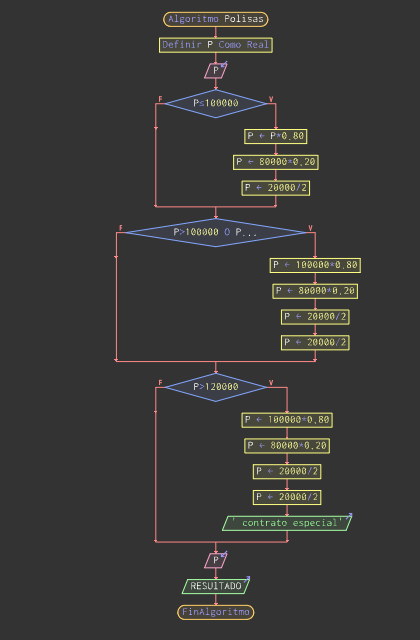 Algoritmo Polisas
Definir P Como Real
P
P≤100000
F
V
P ← P*0.80
P ← 80000*0.20
P ← 20000/2
P>100000 O P...
F
V
P ← 100000*0.80
P ← 80000*0.20
P ← 20000/2
P ← 20000/2
P>120000
F
V
P ← 100000*0.80
P ← 80000*0.20
P ← 20000/2
P ← 20000/2
' contrato especial'
P
RESULTADO
FinAlgoritmo